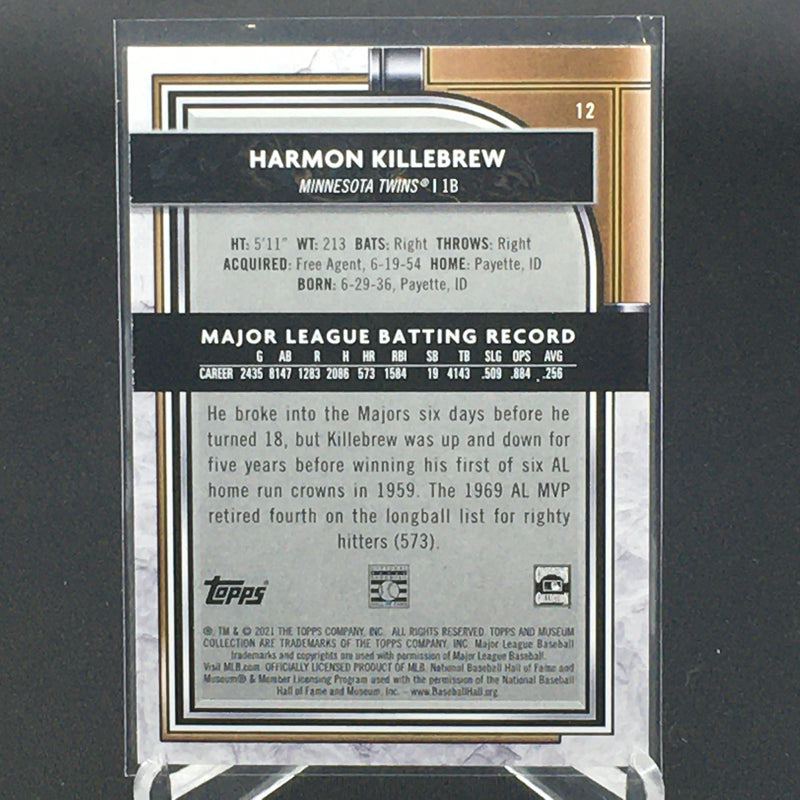 12
HARMON KILLEBREW
MINNESOTA TWINS® | 1B
HT: 5'11" WT: 213 BATS: Right THROWS: Right
ACQUIRED: Free Agent, 6-19-54 HOME: Payette, ID
BORN: 6-29-36, Payette, ID
MAJOR LEAGUE BATTING RECORD
G AB R H HR RBI SB TB SLG OPS AVG
CAREER 2435 8147 1283 2086 573 1584 19 4143 .509 .884 .256
He broke into the Majors six days before he
turned 18, but Killebrew was up and down for
five years before winning his first of six AL
home run crowns in 1959. The 1969 AL MVP
retired fourth on the longball list for righty
hitters (573).
Topps®
®, TM & © 2021 THE TOPPS COMPANY, INC. ALL RIGHTS RESERVED. TOPPS AND MUSEUM
COLLECTION ARE TRADEMARKS OF THE TOPPS COMPANY, INC. Major League Baseball
trademarks and copyrights are used with permission of Major League Baseball.
Visit MLB.com. OFFICIALLY LICENSED PRODUCT OF MLB. National Baseball Hall of Fame and
Museum® & Member Licensing Program used with the permission of the National Baseball
Hall of Fame and Museum, Inc. – www.BaseballHall.org.